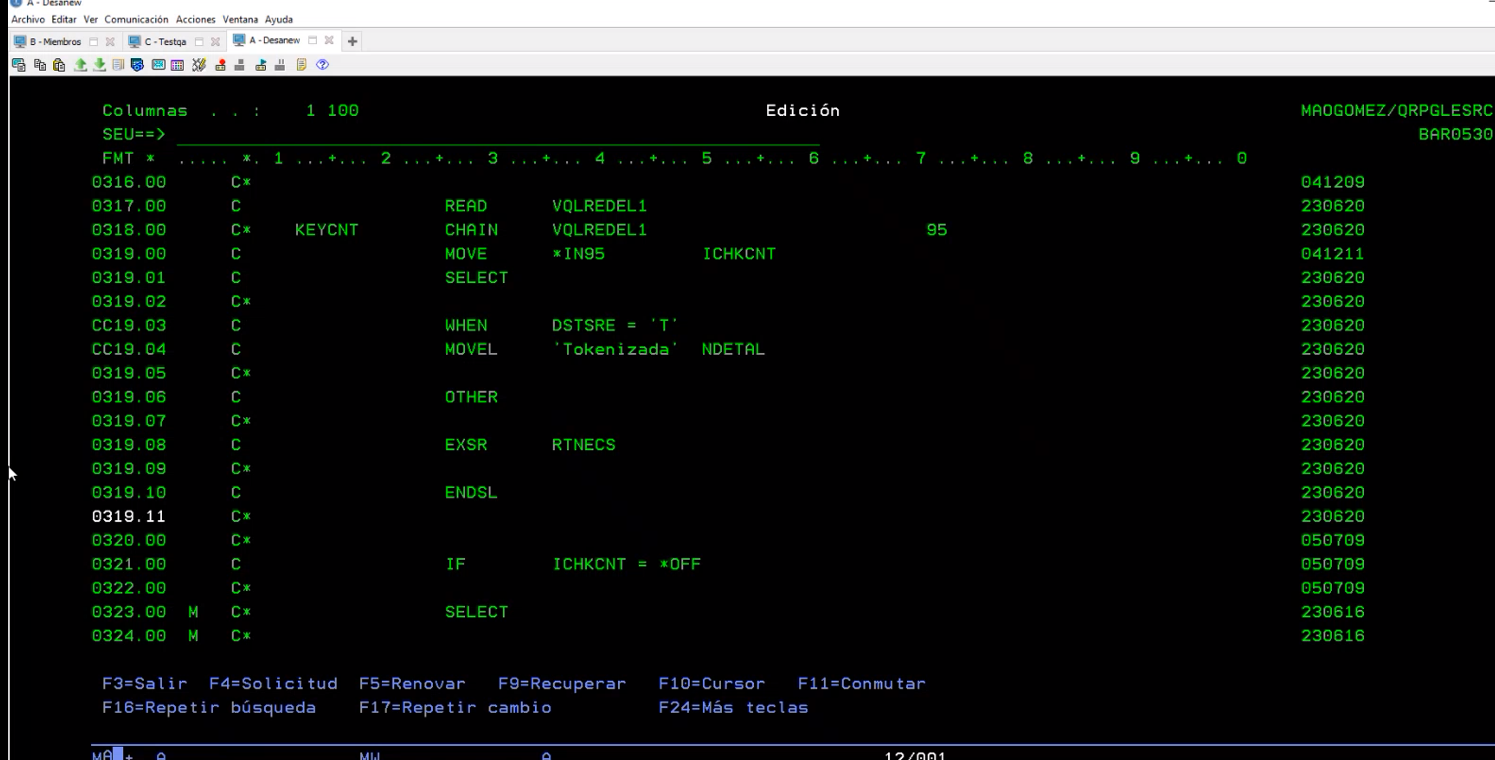 A - Desanew
Archivo Editar Ver Comunicación Acciones Ventana Ayuda
B - Miembros C - Testqa A - Desanew
Columnas . . : 1 100 Edición MAOGOMEZ/QRPGLESRC
SEU==> BAR0530
FMT * ..... *. 1 ...+... 2 ...+... 3 ...+... 4 ...+... 5 ...+... 6 ...+... 7 ...+... 8 ...+... 9 ...+... 0
0316.00 C* 041209
0317.00 C READ VQLREDEL1 230620
0318.00 C* KEYCNT CHAIN VQLREDEL1 95 230620
0319.00 C MOVE *IN95 ICHKCNT 041211
0319.01 C SELECT 230620
0319.02 C* 230620
CC19.03 C WHEN DSTSRE = 'T' 230620
CC19.04 C MOVEL 'Tokenizada' NDETAL 230620
0319.05 C* 230620
0319.06 C OTHER 230620
0319.07 C* 230620
0319.08 C EXSR RTNECS 230620
0319.09 C* 230620
0319.10 C ENDSL 230620
0319.11 C* 230620
0320.00 C* 050709
0321.00 C IF ICHKCNT = *OFF 050709
0322.00 C* 050709
0323.00 M C* SELECT 230616
0324.00 M C* 230616
F3=Salir F4=Solicitud F5=Renovar F9=Recuperar F10=Cursor F11=Conmutar
F16=Repetir búsqueda F17=Repetir cambio F24=Más teclas
MA + A MW A 12/001